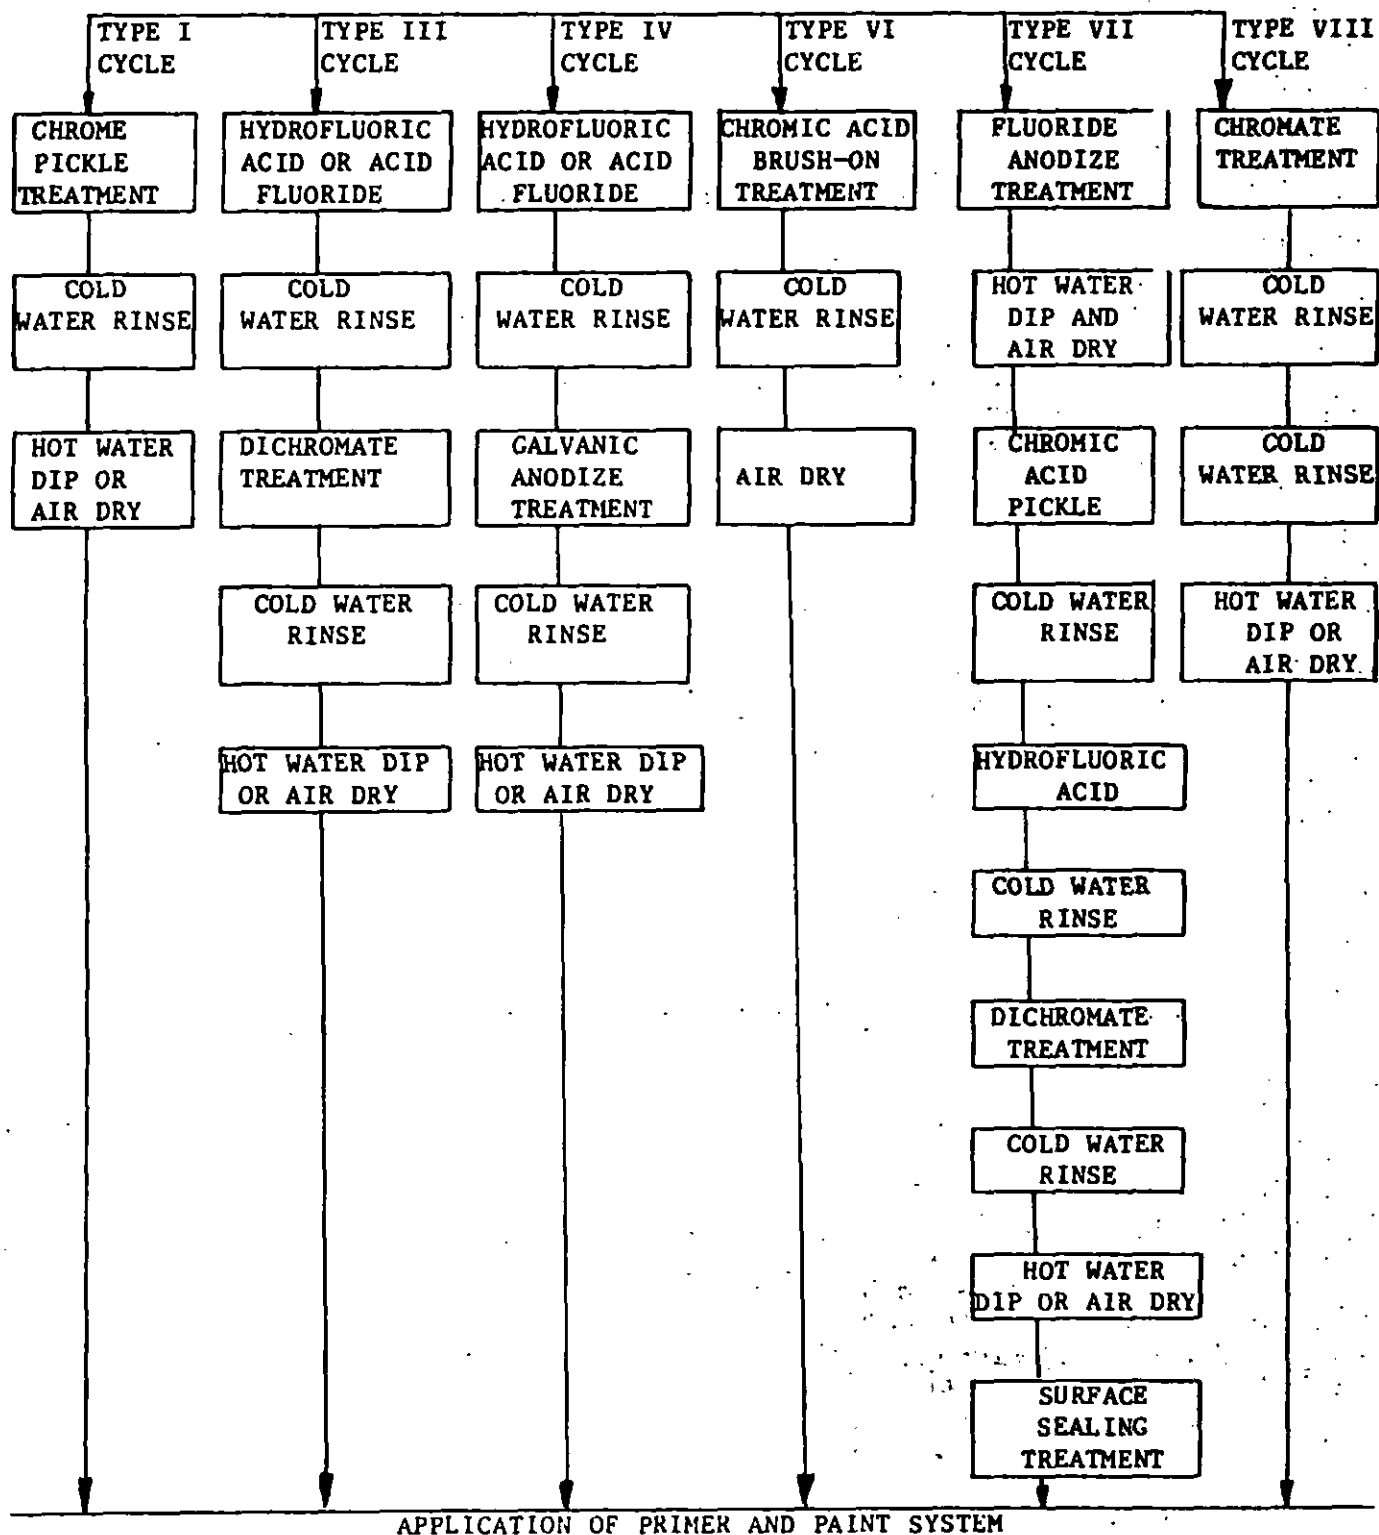 TYPE I
CYCLE
CHROME
PICKLE
TREATMENT
COLD
WATER RINSE
HOT WATER
DIP OR
AIR DRY
TYPE III
CYCLE
HYDROFLUORIC
ACID OR ACID
FLUORIDE
COLD
WATER RINSE
DICHROMATE
TREATMENT
COLD WATER
RINSE
HOT WATER DIP
OR AIR DRY
TYPE IV
CYCLE
HYDROFLUORIC
ACID OR ACID
FLUORIDE
COLD
WATER RINSE
GALVANIC
ANODIZE
TREATMENT
COLD WATER
RINSE
HOT WATER DIP
OR AIR DRY
TYPE VI
CYCLE
CHROMIC ACID
BRUSH-ON
TREATMENT
COLD
WATER RINSE
AIR DRY
TYPE VII
CYCLE
FLUORIDE
ANODIZE
TREATMENT
HOT WATER
DIP AND
AIR DRY
CHROMIC
ACID
PICKLE
COLD WATER
RINSE
HYDROFLUORIC
ACID
COLD WATER
RINSE
DICHROMATE
TREATMENT
COLD WATER
RINSE
HOT WATER
DIP OR AIR DRY
SURFACE
SEALING
TREATMENT
TYPE VIII
CYCLE
CHROMATE
TREATMENT
COLD
WATER RINSE
COLD
WATER RINSE
HOT WATER
DIP OR
AIR DRY
APPLICATION OF PRIMER AND PAINT SYSTEM